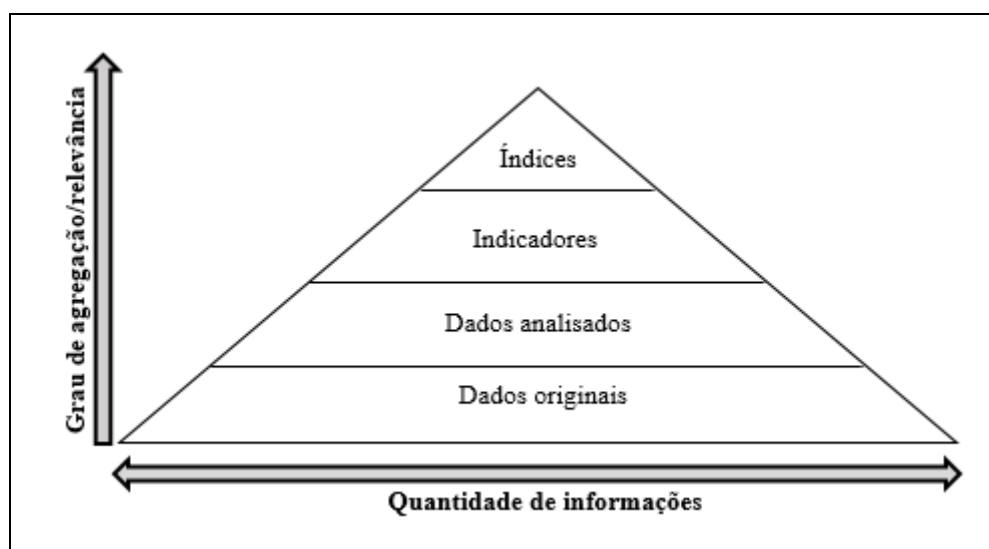 Grau de agregação/relevância
Índices
Indicadores
Dados analisados
Dados originais
Quantidade de informações